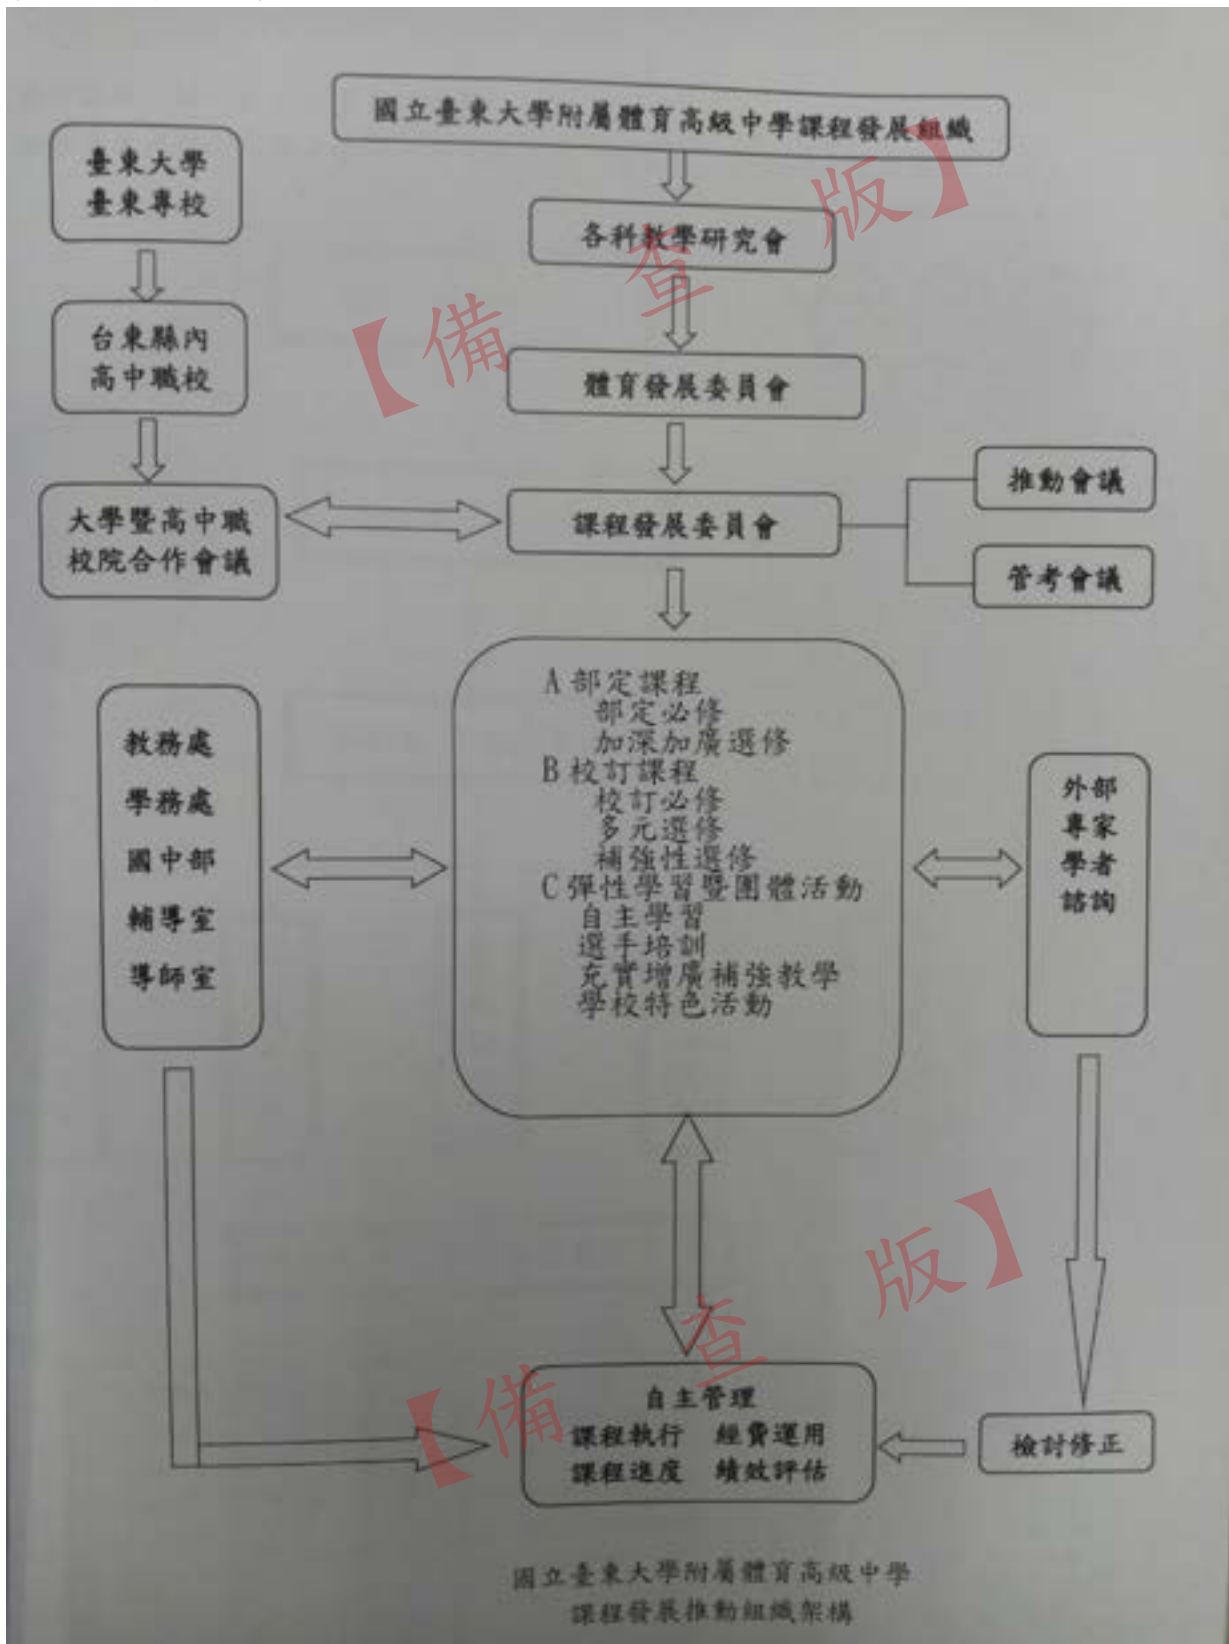 國立臺東大學附屬體育高級中學課程發展組織
臺東大學
臺東專校
各科教學研究會
台東縣內
高中職校
體育發展委員會
大學暨高中職
校院合作會議
課程發展委員會
推動會議
管考會議
A 部定課程
部定必修
加深加廣選修
B 校訂課程
校訂必修
多元選修
補強性選修
C 彈性學習暨團體活動
自主學習
選手培訓
充實增廣補強教學
學校特色活動
教務處
學務處
國中部
輔導室
導師室
外部
專家
學者
諮詢
自主管理
課程執行 經費運用
課程進度 績效評估
檢討修正
國立臺東大學附屬體育高級中學
課程發展推動組織架構
【備查版】
【備查版】